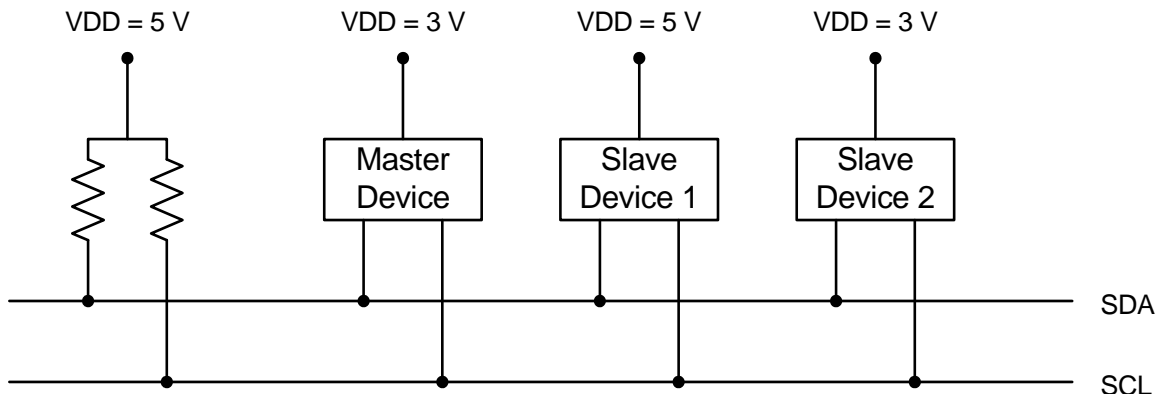 VDD = 5 V
VDD = 3 V
VDD = 5 V
VDD = 3 V
Master
Device
Slave
Device 1
Slave
Device 2
SDA
SCL